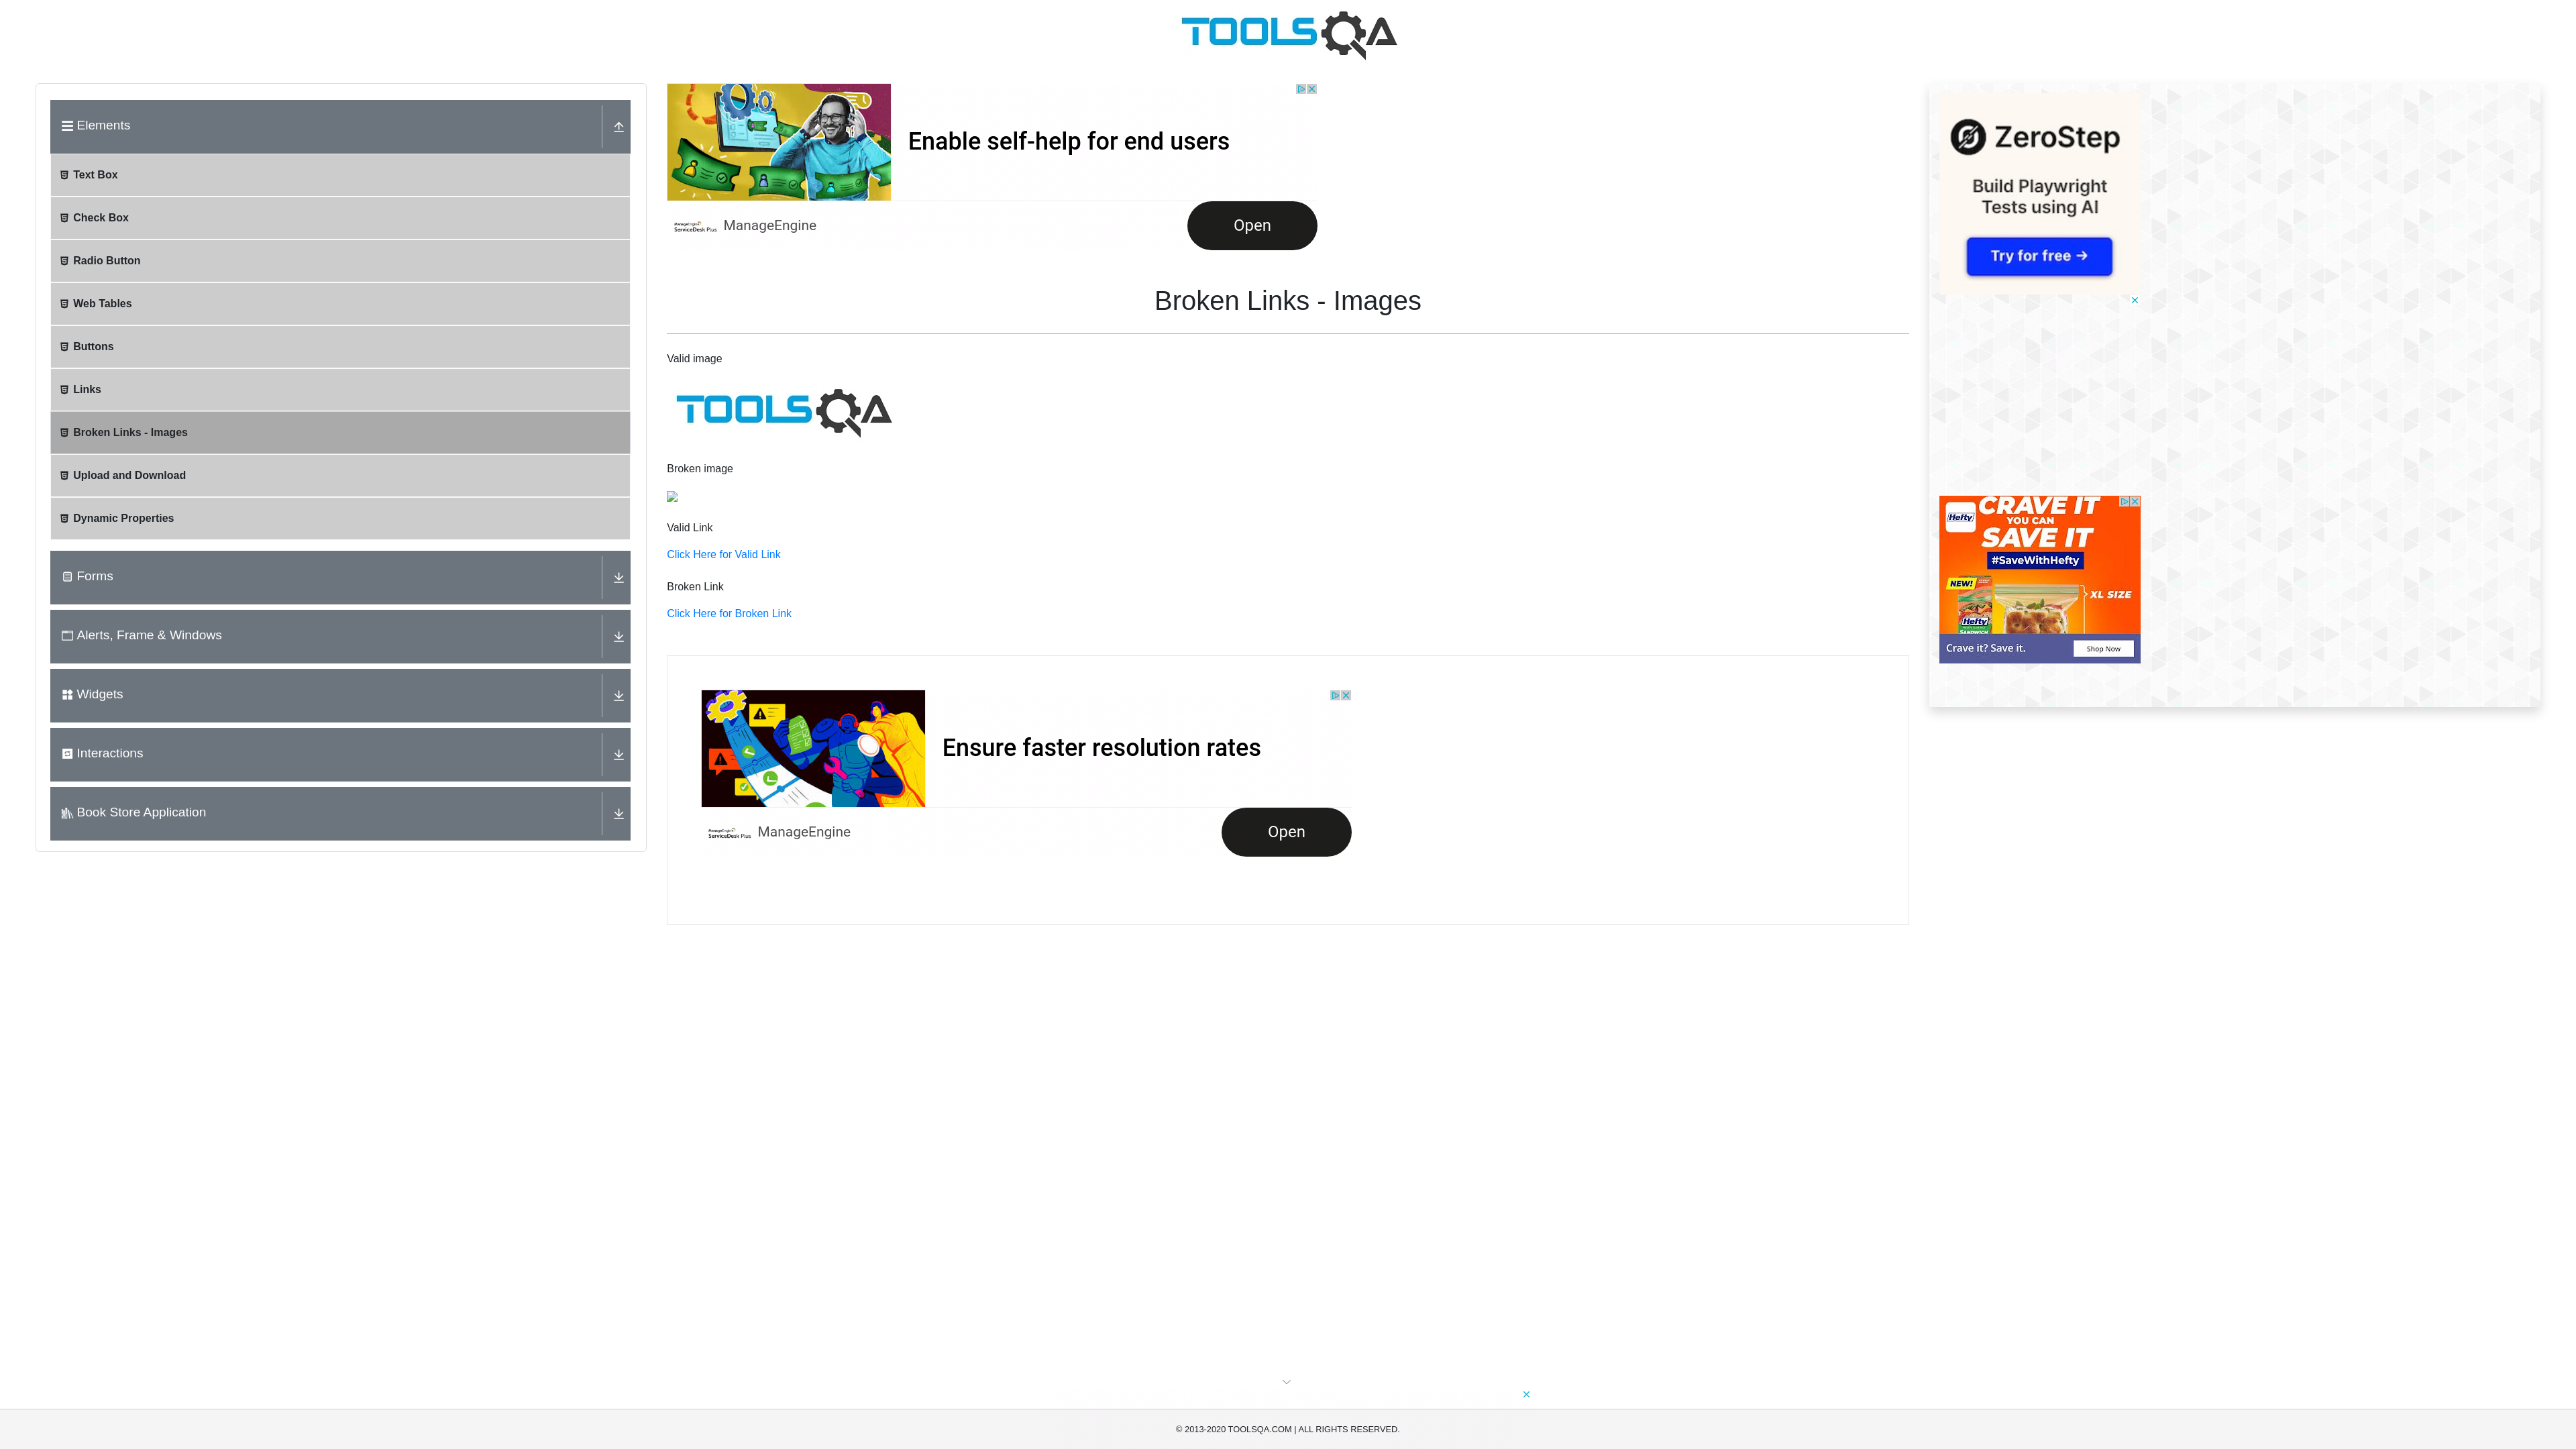 TOOLSQA
Elements
Text Box
Check Box
Radio Button
Web Tables
Buttons
Links
Broken Links - Images
Upload and Download
Dynamic Properties
Forms
Alerts, Frame & Windows
Widgets
Interactions
Book Store Application
Enable self-help for end users
ManageEngine
ServiceDesk Plus
ManageEngine
Open
Broken Links - Images
Valid image
TOOLSQA
Broken image
Valid Link
Click Here for Valid Link
Broken Link
Click Here for Broken Link
Ensure faster resolution rates
ManageEngine
ServiceDesk Plus
ManageEngine
Open
ZeroStep
Build Playwright
Tests using AI
Try for free →
Hefty
CRAVE IT
YOU CAN
SAVE IT
#SaveWithHefty
NEW!
XL SIZE
Hefty
SANDWICH
Crave it? Save it.
Shop Now
© 2013-2020 TOOLSQA.COM | ALL RIGHTS RESERVED.